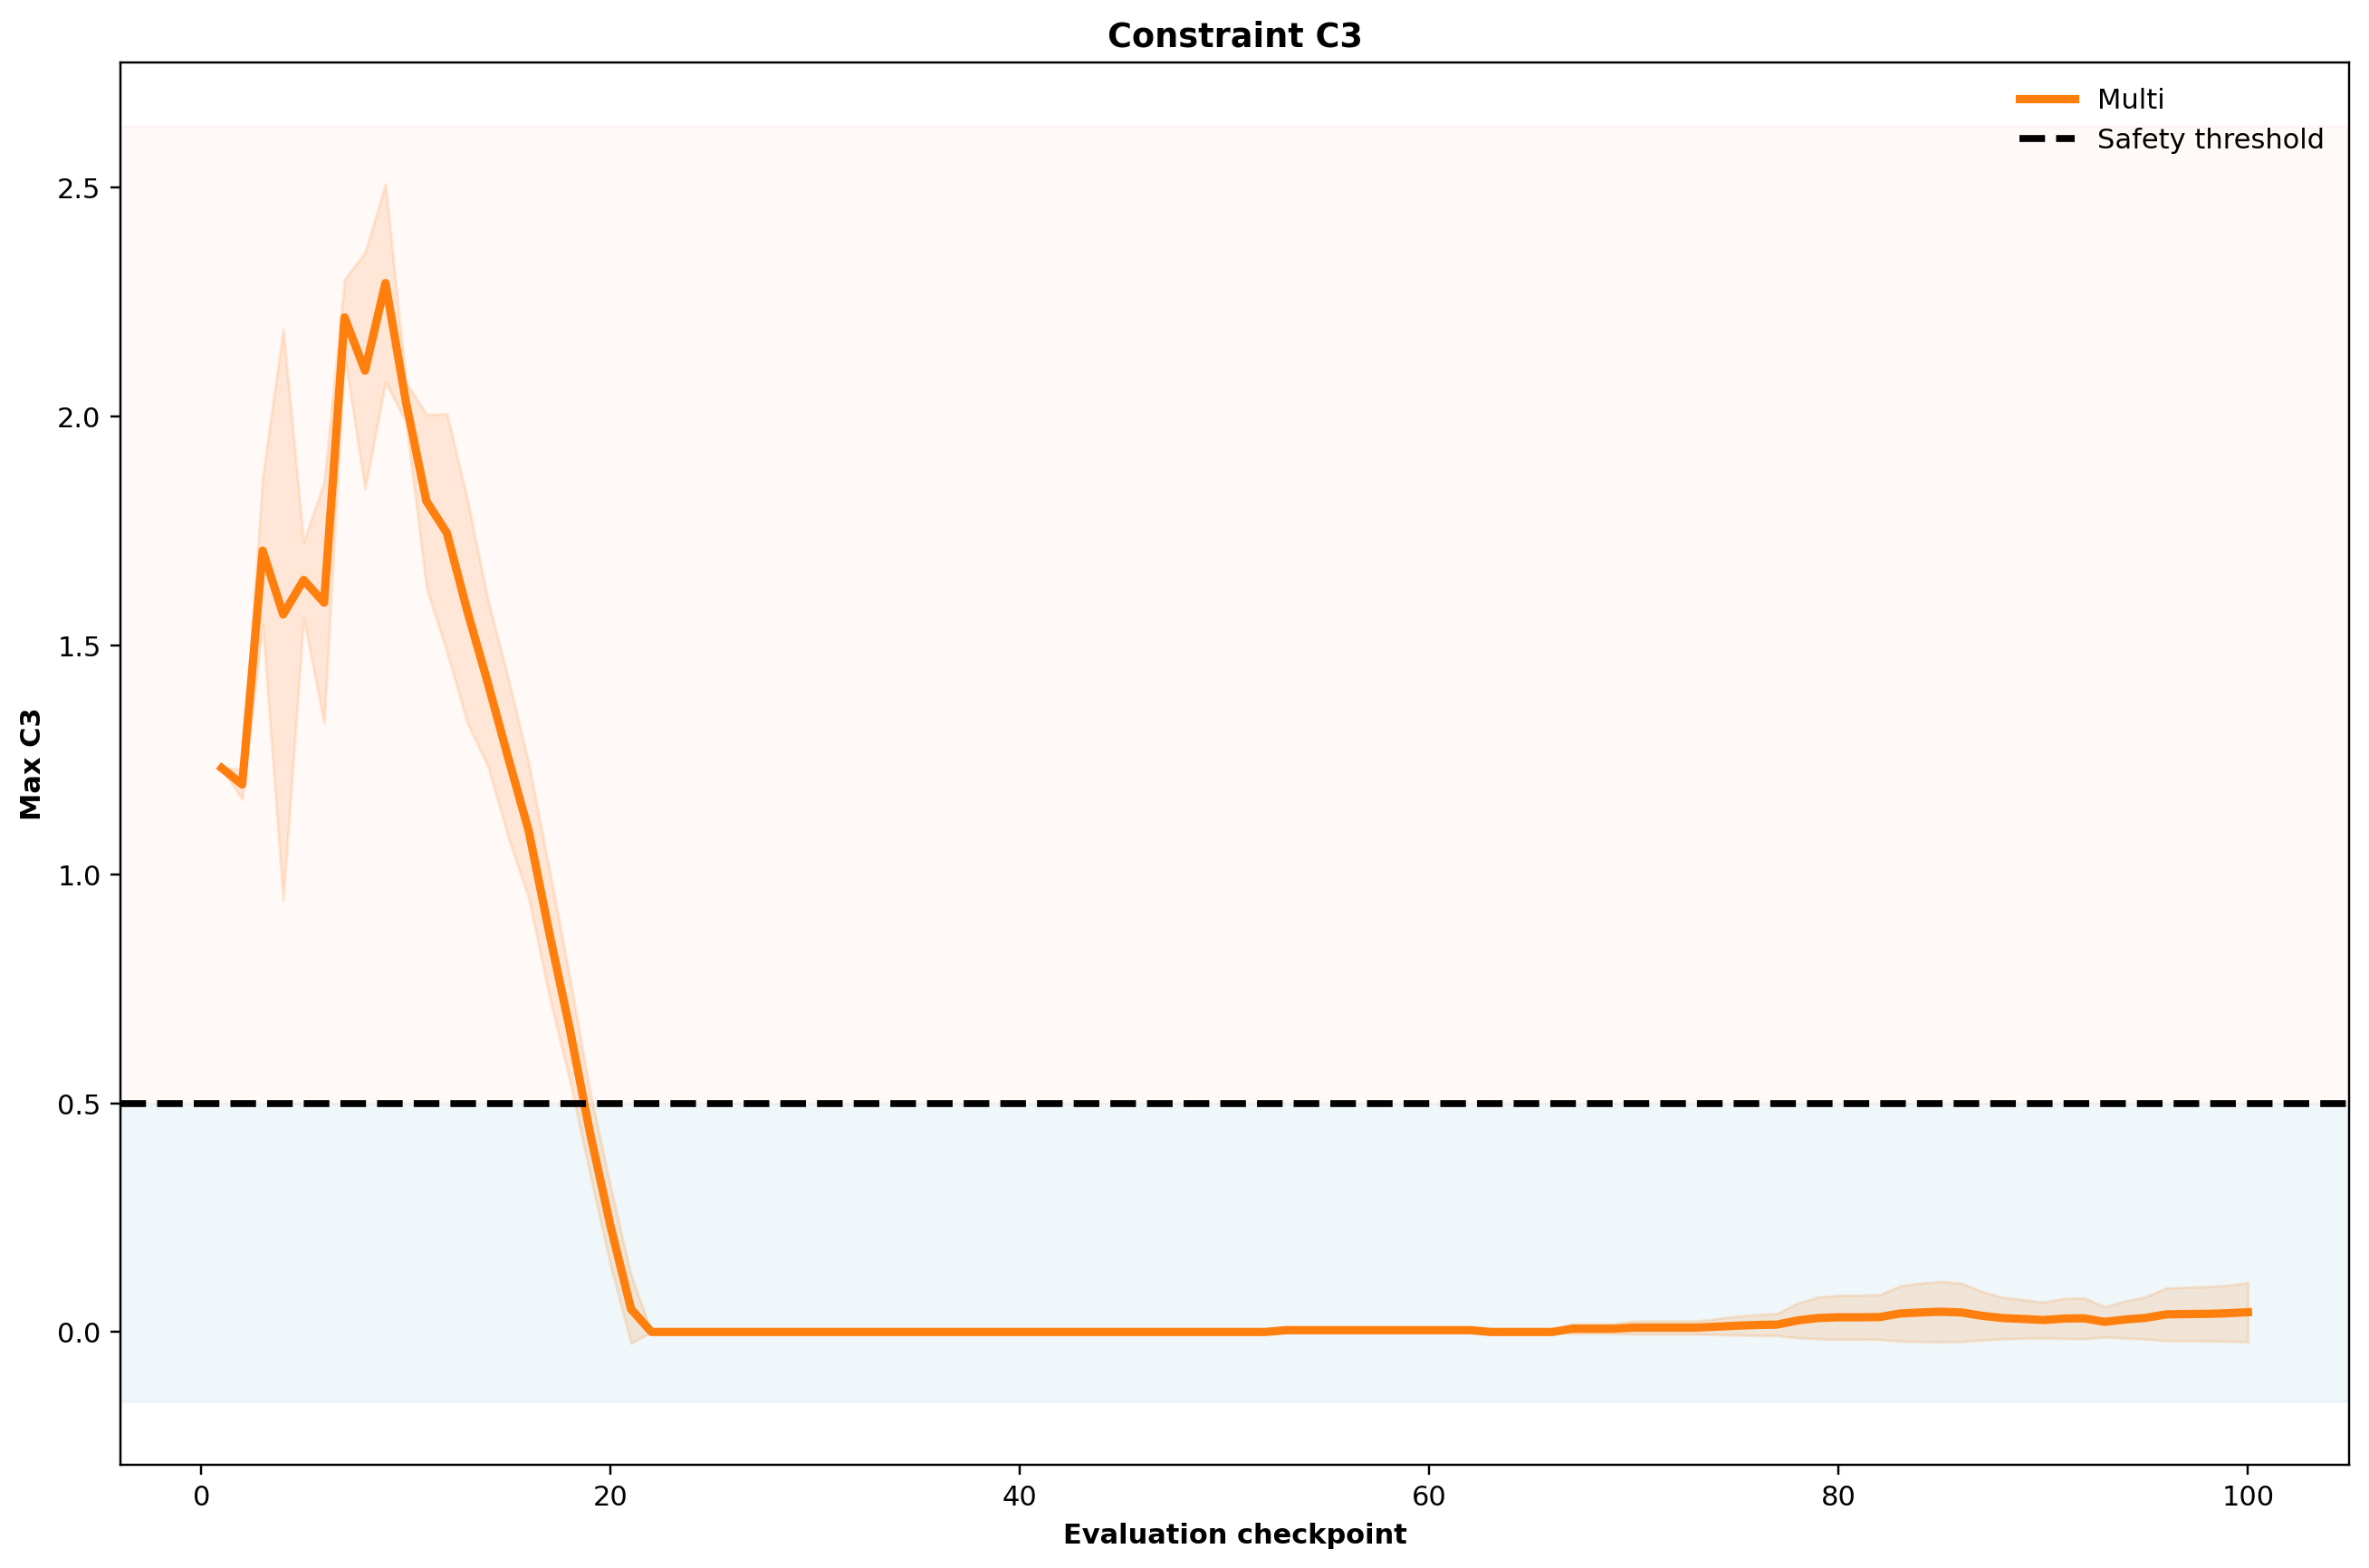 Constraint C3
Multi
Safety threshold
2.5
2.0
1.5
1.0
0.5
0.0
Max C3
0 20 40 60 80 100
Evaluation checkpoint